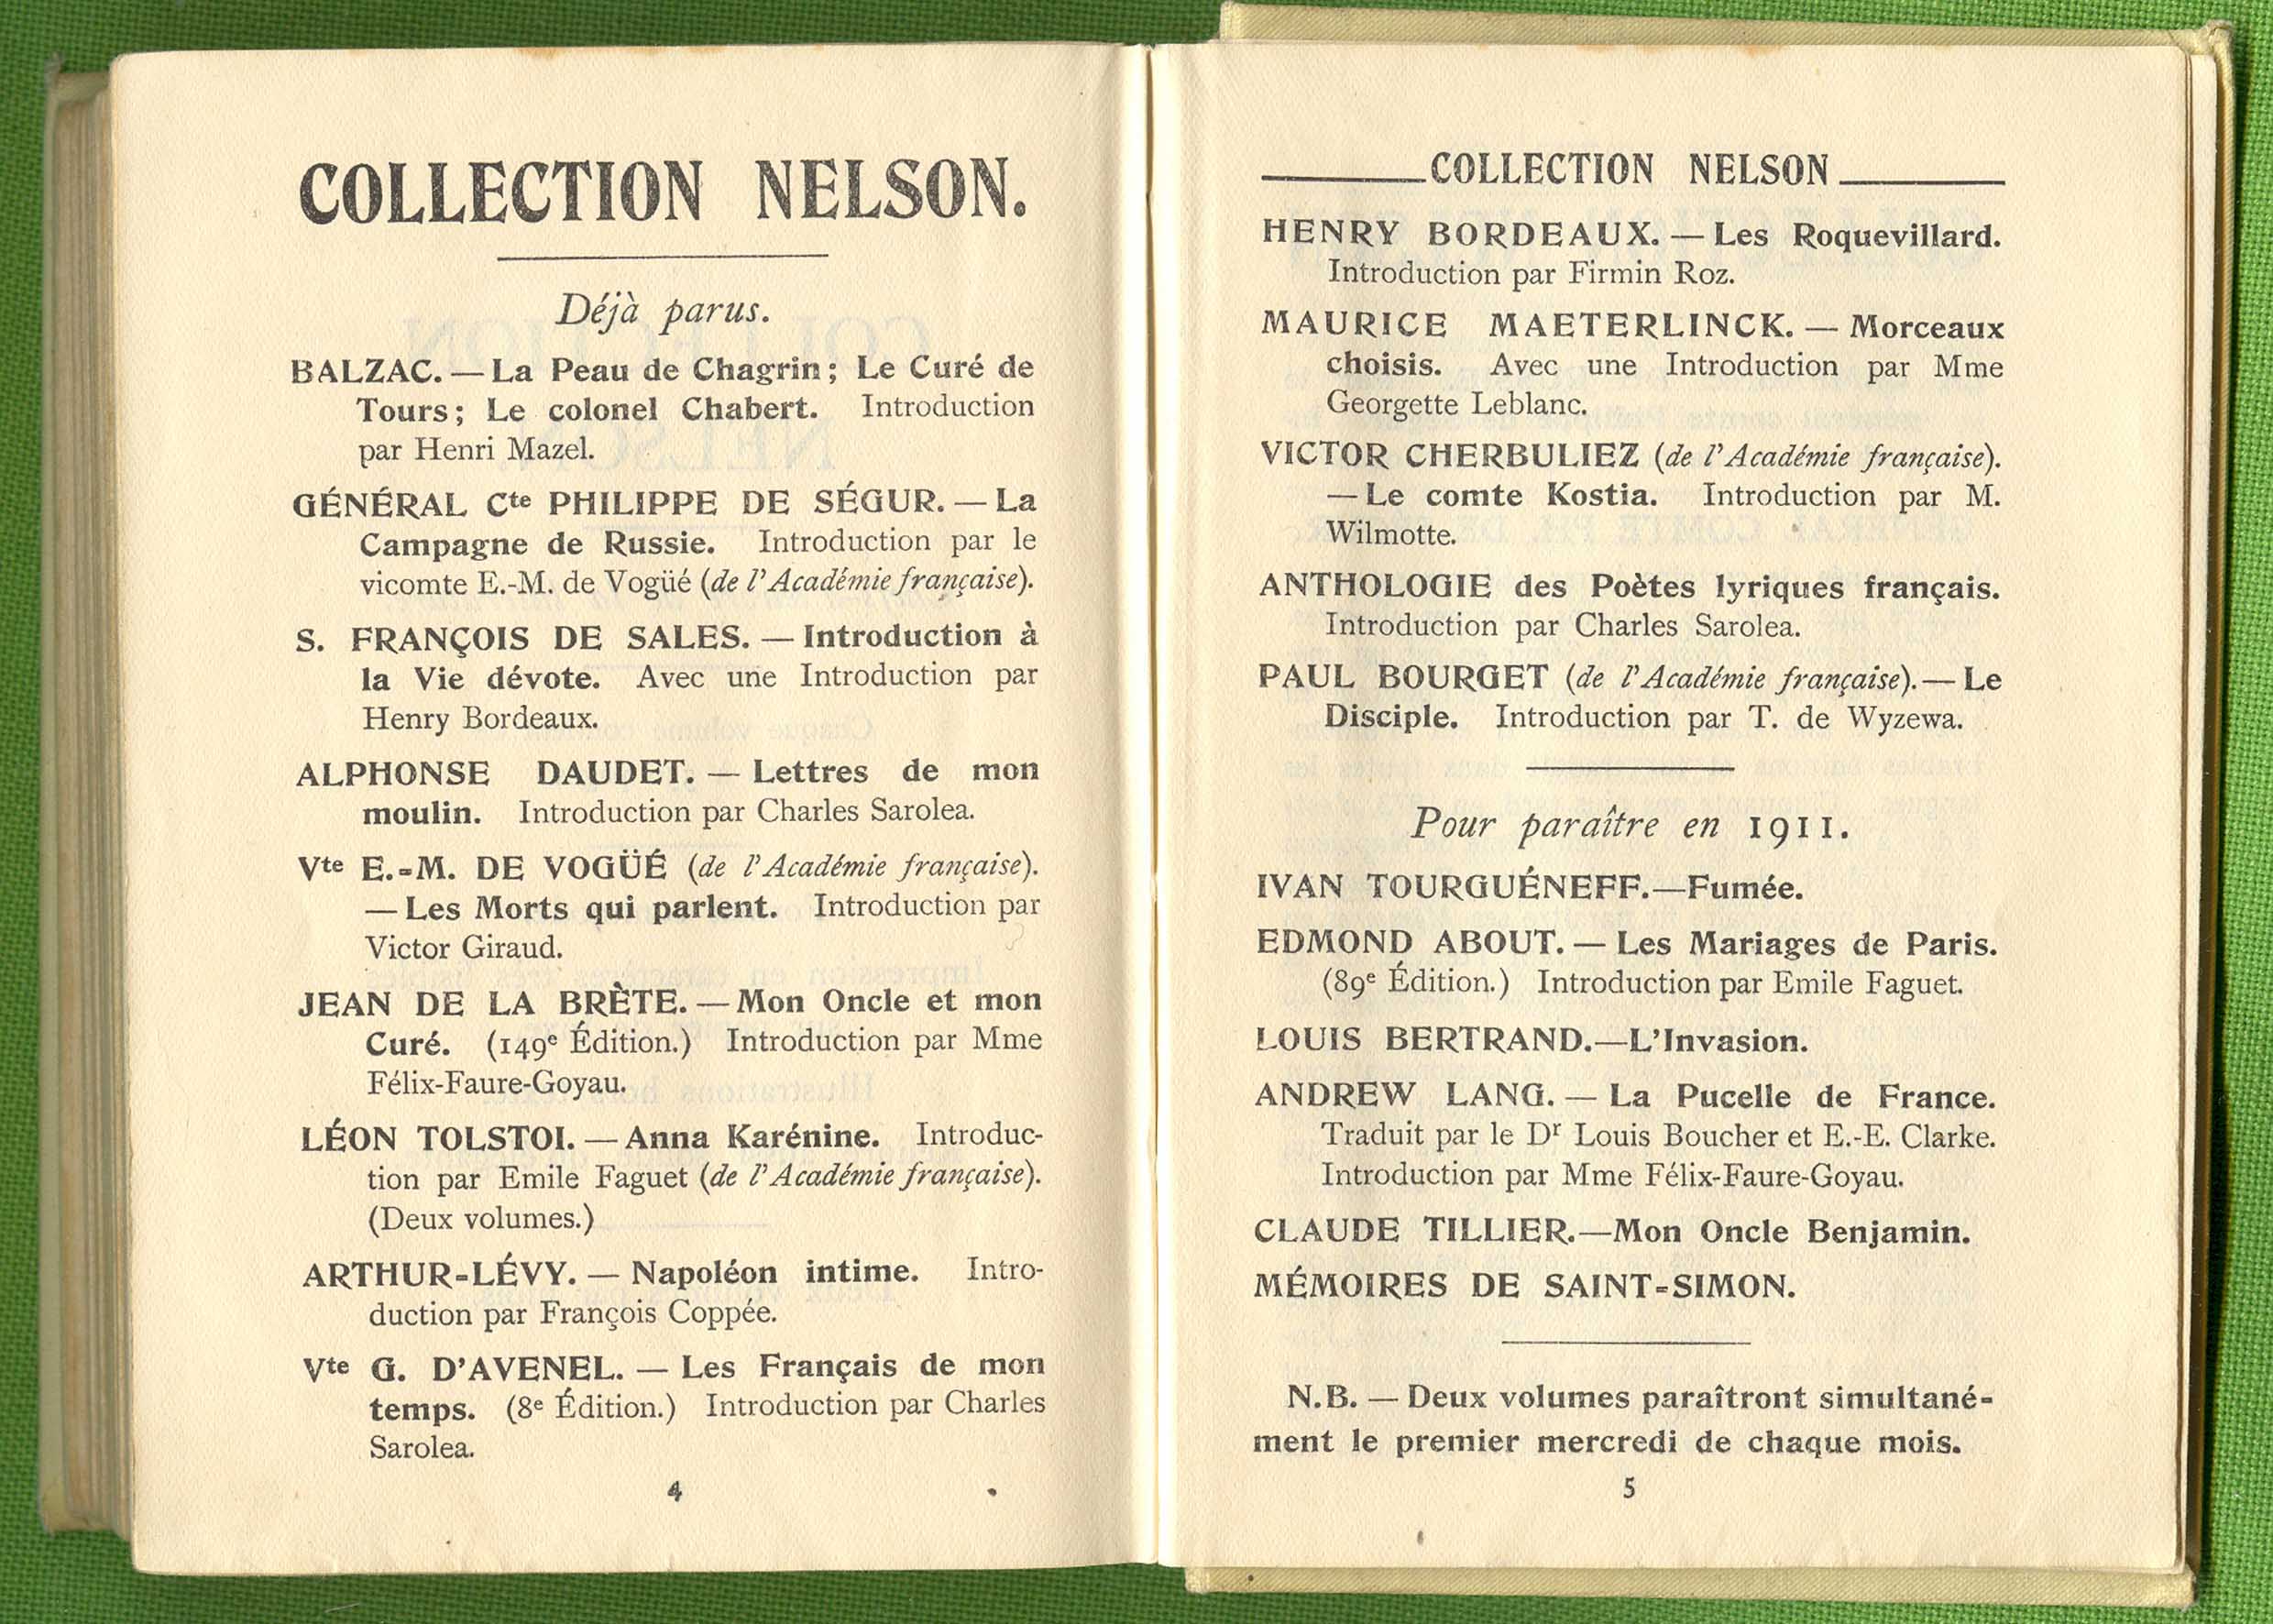 COLLECTION NELSON.
Déjà parus.
BALZAC. — La Peau de Chagrin; Le Curé de
Tours; Le colonel Chabert. Introduction
par Henri Mazel.
GÉNÉRAL Cte PHILIPPE DE SÉGUR. — La
Campagne de Russie. Introduction par le
vicomte E.-M. de Vogüé (de l'Académie française).
S. FRANÇOIS DE SALES. — Introduction à
la Vie dévote. Avec une Introduction par
Henry Bordeaux.
ALPHONSE DAUDET. — Lettres de mon
moulin. Introduction par Charles Sarolea.
Vte E.-M. DE VOGÜÉ (de l'Académie française).
— Les Morts qui parlent. Introduction par
Victor Giraud.
JEAN DE LA BRÈTE. — Mon Oncle et mon
Curé. (149e Édition.) Introduction par Mme
Félix-Faure-Goyau.
LÉON TOLSTOI. — Anna Karénine. Introduc-
tion par Emile Faguet (de l'Académie française).
(Deux volumes.)
ARTHUR-LÉVY. — Napoléon intime. Intro-
duction par François Coppée.
Vte G. D'AVENEL. — Les Français de mon
temps. (8e Édition.) Introduction par Charles
Sarolea.
4
COLLECTION NELSON
HENRY BORDEAUX. — Les Roquevillard.
Introduction par Firmin Roz.
MAURICE MAETERLINCK. — Morceaux
choisis. Avec une Introduction par Mme
Georgette Leblanc.
VICTOR CHERBULIEZ (de l'Académie française).
— Le comte Kostia. Introduction par M.
Wilmotte.
ANTHOLOGIE des Poètes lyriques français.
Introduction par Charles Sarolea.
PAUL BOURGET (de l'Académie française). — Le
Disciple. Introduction par T. de Wyzewa.
Pour paraître en 1911.
IVAN TOURGUÉNEFF.—Fumée.
EDMOND ABOUT. — Les Mariages de Paris.
(89e Édition.) Introduction par Emile Faguet.
LOUIS BERTRAND.—L'Invasion.
ANDREW LANG. — La Pucelle de France.
Traduit par le Dr Louis Boucher et E.-E. Clarke.
Introduction par Mme Félix-Faure-Goyau.
CLAUDE TILLIER.—Mon Oncle Benjamin.
MÉMOIRES DE SAINT-SIMON.
N.B. — Deux volumes paraîtront simultané-
ment le premier mercredi de chaque mois.
5